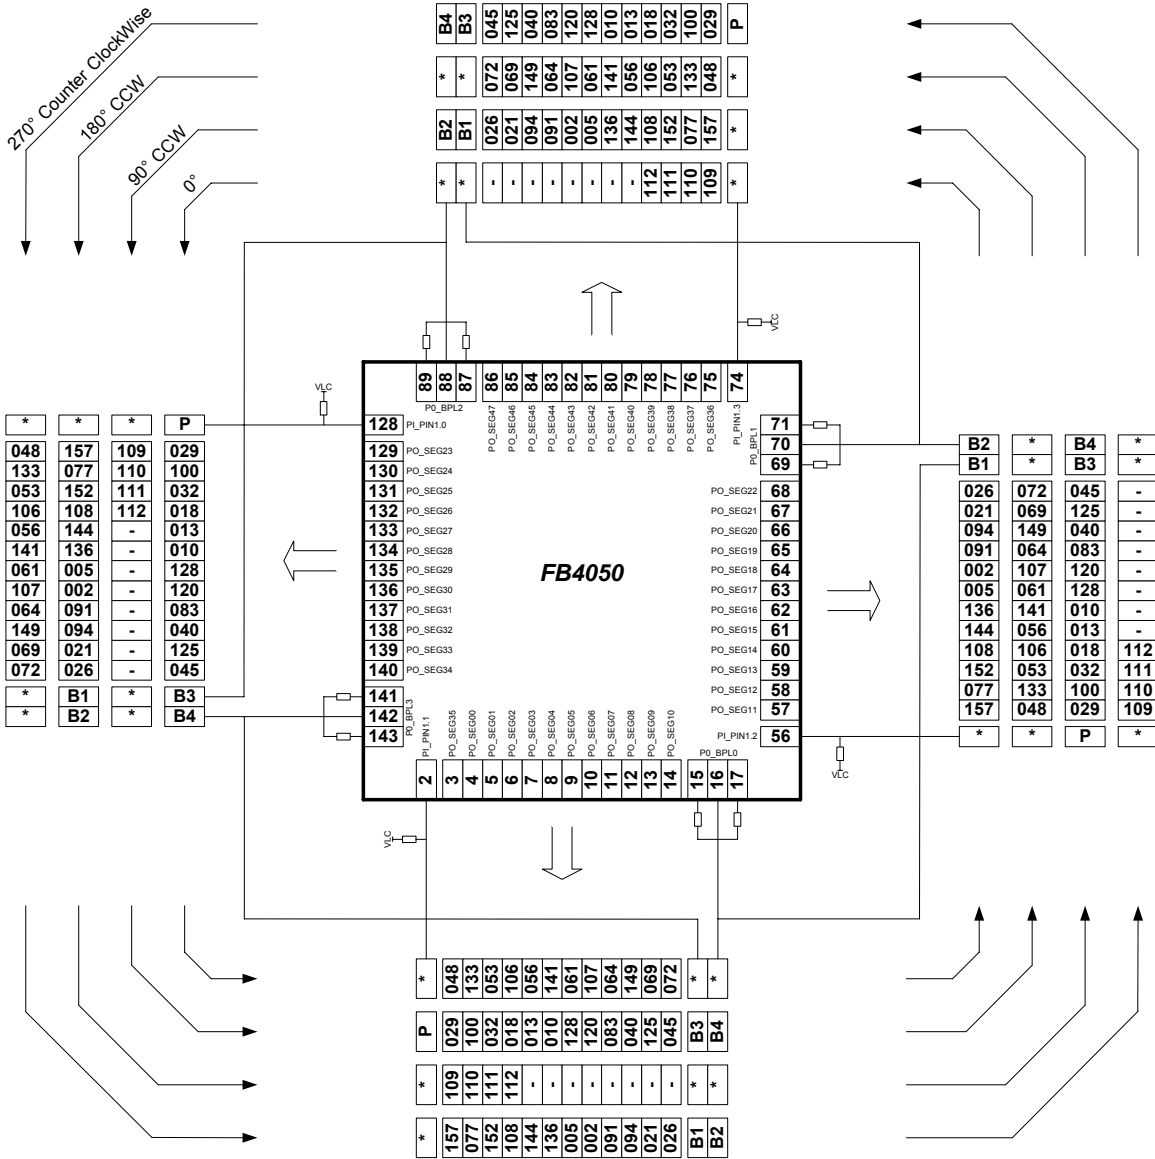 270° Counter ClockWise
180° CCW
90° CCW
0°
B4 B3 045 125 040 083 120 128 010 013 018 032 100 029 P
* * 072 069 149 064 107 061 141 056 106 053 133 048 *
B2 B1 026 021 094 091 002 005 136 144 108 152 077 157 *
* * - - - - - - - - 112 111 110 109 *
VLC
VLC
89 88 87 86 85 84 83 82 81 80 79 78 77 76 75 74
P0_BPL2 PO_SEG47 PO_SEG46 PO_SEG45 PO_SEG44 PO_SEG43 PO_SEG42 PO_SEG41 PO_SEG40 PO_SEG39 PO_SEG38 PO_SEG37 PO_SEG36 PI_PIN1.3
* * * P
048 157 109 029
133 077 110 100
053 152 111 032
106 108 112 018
056 144 - 013
141 136 - 010
061 005 - 128
107 002 - 120
064 091 - 083
149 094 - 040
069 021 - 125
072 026 - 045
* B1 * B3
* B2 * B4
128 PI_PIN1.0
129 PO_SEG23
130 PO_SEG24
131 PO_SEG25
132 PO_SEG26
133 PO_SEG27
134 PO_SEG28
135 PO_SEG29
136 PO_SEG30
137 PO_SEG31
138 PO_SEG32
139 PO_SEG33
140 PO_SEG34
141
142 P0_BPL3
143
FB4050
71
P0_BPL1 70
69
PO_SEG22 68
PO_SEG21 67
PO_SEG20 66
PO_SEG19 65
PO_SEG18 64
PO_SEG17 63
PO_SEG16 62
PO_SEG15 61
PO_SEG14 60
PO_SEG13 59
PO_SEG12 58
PO_SEG11 57
PI_PIN1.2 56
B2 * B4 *
B1 * B3 *
026 072 045 -
021 069 125 -
094 149 040 -
091 064 083 -
002 107 120 -
005 061 128 -
136 141 010 -
144 056 013 -
108 106 018 112
152 053 032 111
077 133 100 110
157 048 029 109
* * P *
VLC
PI_PIN1.1 PO_SEG35 PO_SEG00 PO_SEG01 PO_SEG02 PO_SEG03 PO_SEG04 PO_SEG05 PO_SEG06 PO_SEG07 PO_SEG08 PO_SEG09 PO_SEG10 P0_BPL0
2 3 4 5 6 7 8 9 10 11 12 13 14 15 16 17
VLC
* 048 133 053 106 056 141 061 107 064 149 069 072 * *
P 029 100 032 018 013 010 128 120 083 040 125 045 B3 B4
* 109 110 111 112 - - - - - - - - * *
* 157 077 152 108 144 136 005 002 091 094 021 026 B1 B2